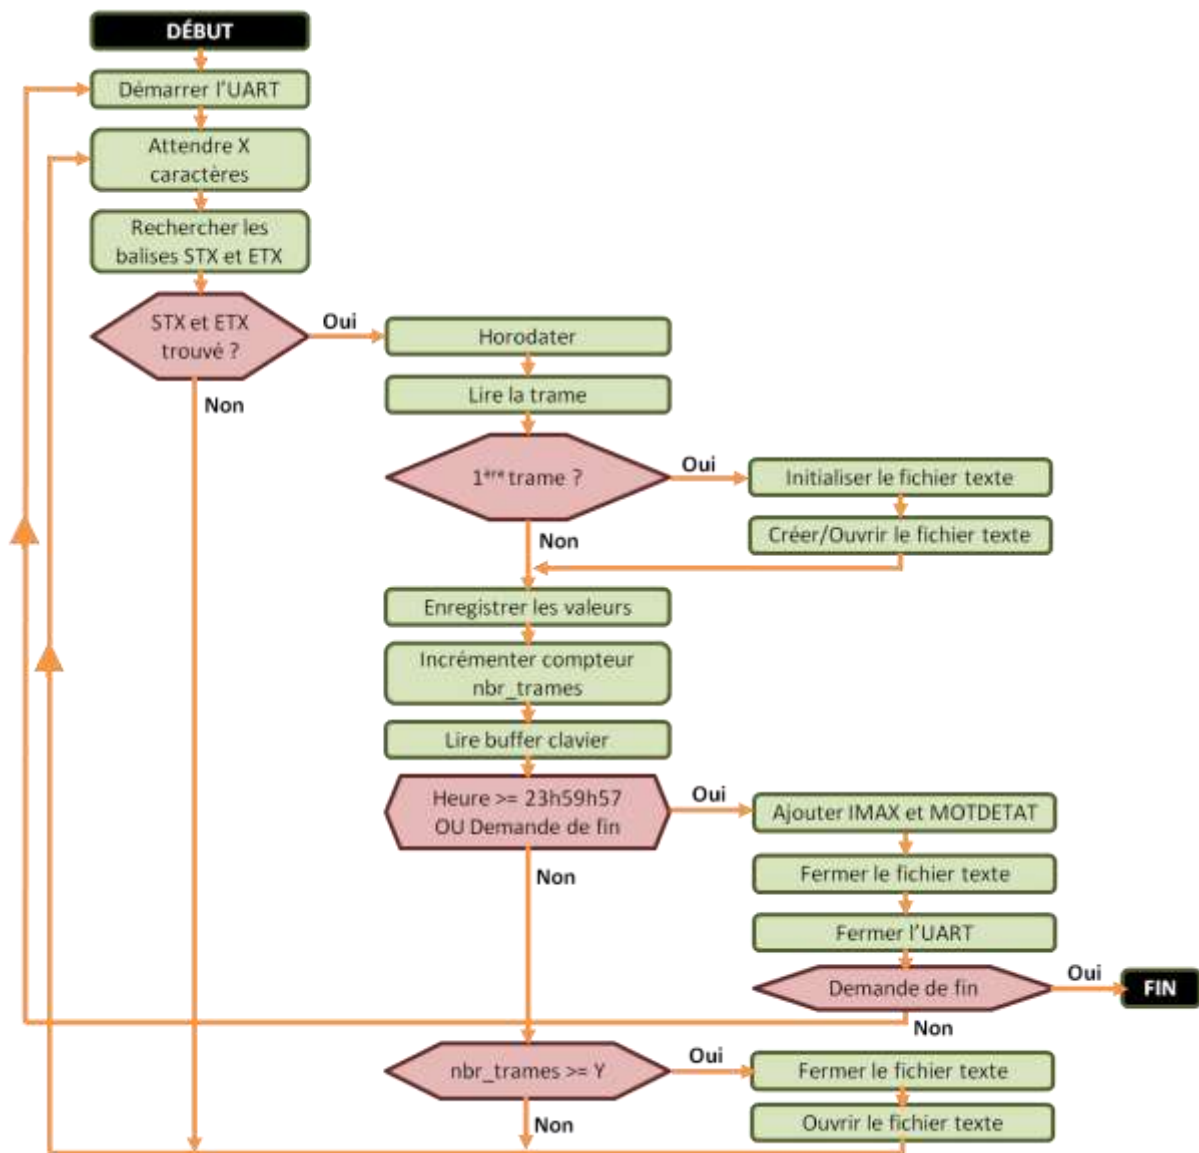 DÉBUT
Démarrer l'UART
Attendre X
caractères
Rechercher les
balises STX et ETX
STX et ETX
trouvé ?
Oui
Non
Horodater
Lire la trame
1ère trame ?
Oui
Non
Initialiser le fichier texte
Créer/Ouvrir le fichier texte
Enregistrer les valeurs
Incrémenter compteur
nbr_trames
Lire buffer clavier
Heure >= 23h59h57
OU Demande de fin
Oui
Non
Ajouter IMAX et MOTDETAT
Fermer le fichier texte
Fermer l'UART
Demande de fin
Oui
FIN
Non
nbr_trames >= Y
Oui
Non
Fermer le fichier texte
Ouvrir le fichier texte